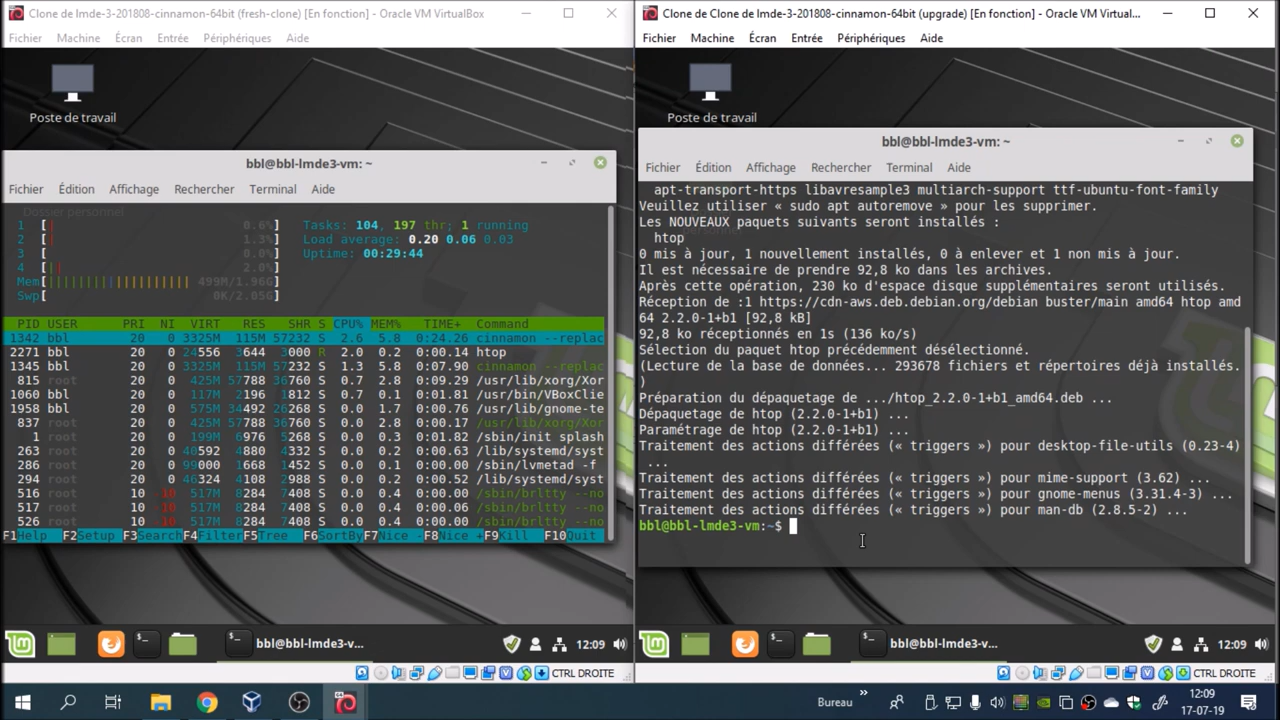 Clone de lmde-3-201808-cinnamon-64bit (fresh-clone) [En fonction] - Oracle VM VirtualBox
Fichier Machine Écran Entrée Périphériques Aide
Poste de travail
bbl@bbl-lmde3-vm: ~
Fichier Édition Affichage Rechercher Terminal Aide
Dossier personnel
1 [ 0.6%] Tasks: 104, 197 thr; 1 running
2 [ 1.3%] Load average: 0.20 0.06 0.03
3 [ 0.0%] Uptime: 00:29:44
4 [|| 2.0%]
Mem[|||||||||||||||||||| 499M/1.96G]
Swp[ 0K/2.05G]
PID USER PRI NI VIRT RES SHR S CPU% MEM% TIME+ Command
1342 bbl 20 0 3325M 115M 57232 S 2.6 5.8 0:24.26 cinnamon --replac
2271 bbl 20 0 24556 3644 3000 R 2.0 0.2 0:00.14 htop
1345 bbl 20 0 3325M 115M 57232 S 1.3 5.8 0:07.90 cinnamon --replac
815 root 20 0 425M 57788 36760 S 0.7 2.8 0:09.29 /usr/lib/xorg/Xor
1060 bbl 20 0 117M 2196 1812 S 0.7 0.1 0:01.81 /usr/bin/VBoxClie
1958 bbl 20 0 575M 34492 26268 S 0.0 1.7 0:00.76 /usr/lib/gnome-te
837 root 20 0 425M 57788 36760 S 0.0 2.8 0:00.17 /usr/lib/xorg/Xor
1 root 20 0 199M 6976 5268 S 0.0 0.3 0:01.82 /sbin/init splash
263 root 20 0 40592 4880 4332 S 0.0 0.2 0:00.63 /lib/systemd/syst
286 root 20 0 99000 1668 1452 S 0.0 0.1 0:00.00 /sbin/lvmetad -f
294 root 20 0 46324 4304 2900 S 0.0 0.2 0:00.52 /lib/systemd/syst
516 root 10 -10 517M 8284 7408 S 0.0 0.4 0:00.00 /sbin/brltty --no
517 root 10 -10 517M 8284 7408 S 0.0 0.4 0:00.00 /sbin/brltty --no
526 root 10 -10 517M 8284 7408 S 0.0 0.4 0:00.00 /sbin/brltty --no
F1Help F2Setup F3SearchF4FilterF5Tree F6SortByF7Nice -F8Nice +F9Kill F10Quit
bbl@bbl-lmde3-v... 12:09
CTRL DROITE
Clone de Clone de lmde-3-201808-cinnamon-64bit (upgrade) [En fonction] - Oracle VM Virtual...
Fichier Machine Écran Entrée Périphériques Aide
Poste de travail
bbl@bbl-lmde3-vm: ~
Fichier Édition Affichage Rechercher Terminal Aide
apt-transport-https libavresample3 multiarch-support ttf-ubuntu-font-family
Veuillez utiliser « sudo apt autoremove » pour les supprimer.
Les NOUVEAUX paquets suivants seront installés :
htop
0 mis à jour, 1 nouvellement installés, 0 à enlever et 1 non mis à jour.
Il est nécessaire de prendre 92,8 ko dans les archives.
Après cette opération, 230 ko d'espace disque supplémentaires seront utilisés.
Réception de :1 https://cdn-aws.deb.debian.org/debian buster/main amd64 htop amd
64 2.2.0-1+b1 [92,8 kB]
92,8 ko réceptionnés en 1s (136 ko/s)
Sélection du paquet htop précédemment désélectionné.
(Lecture de la base de données... 293678 fichiers et répertoires déjà installés.
)
Préparation du dépaquetage de .../htop_2.2.0-1+b1_amd64.deb ...
Dépaquetage de htop (2.2.0-1+b1) ...
Paramétrage de htop (2.2.0-1+b1) ...
Traitement des actions différées (« triggers ») pour desktop-file-utils (0.23-4)
...
Traitement des actions différées (« triggers ») pour mime-support (3.62) ...
Traitement des actions différées (« triggers ») pour gnome-menus (3.31.4-3) ...
Traitement des actions différées (« triggers ») pour man-db (2.8.5-2) ...
bbl@bbl-lmde3-vm:~$
bbl@bbl-lmde3-v... 12:09
CTRL DROITE
Bureau »
12:09
17-07-19